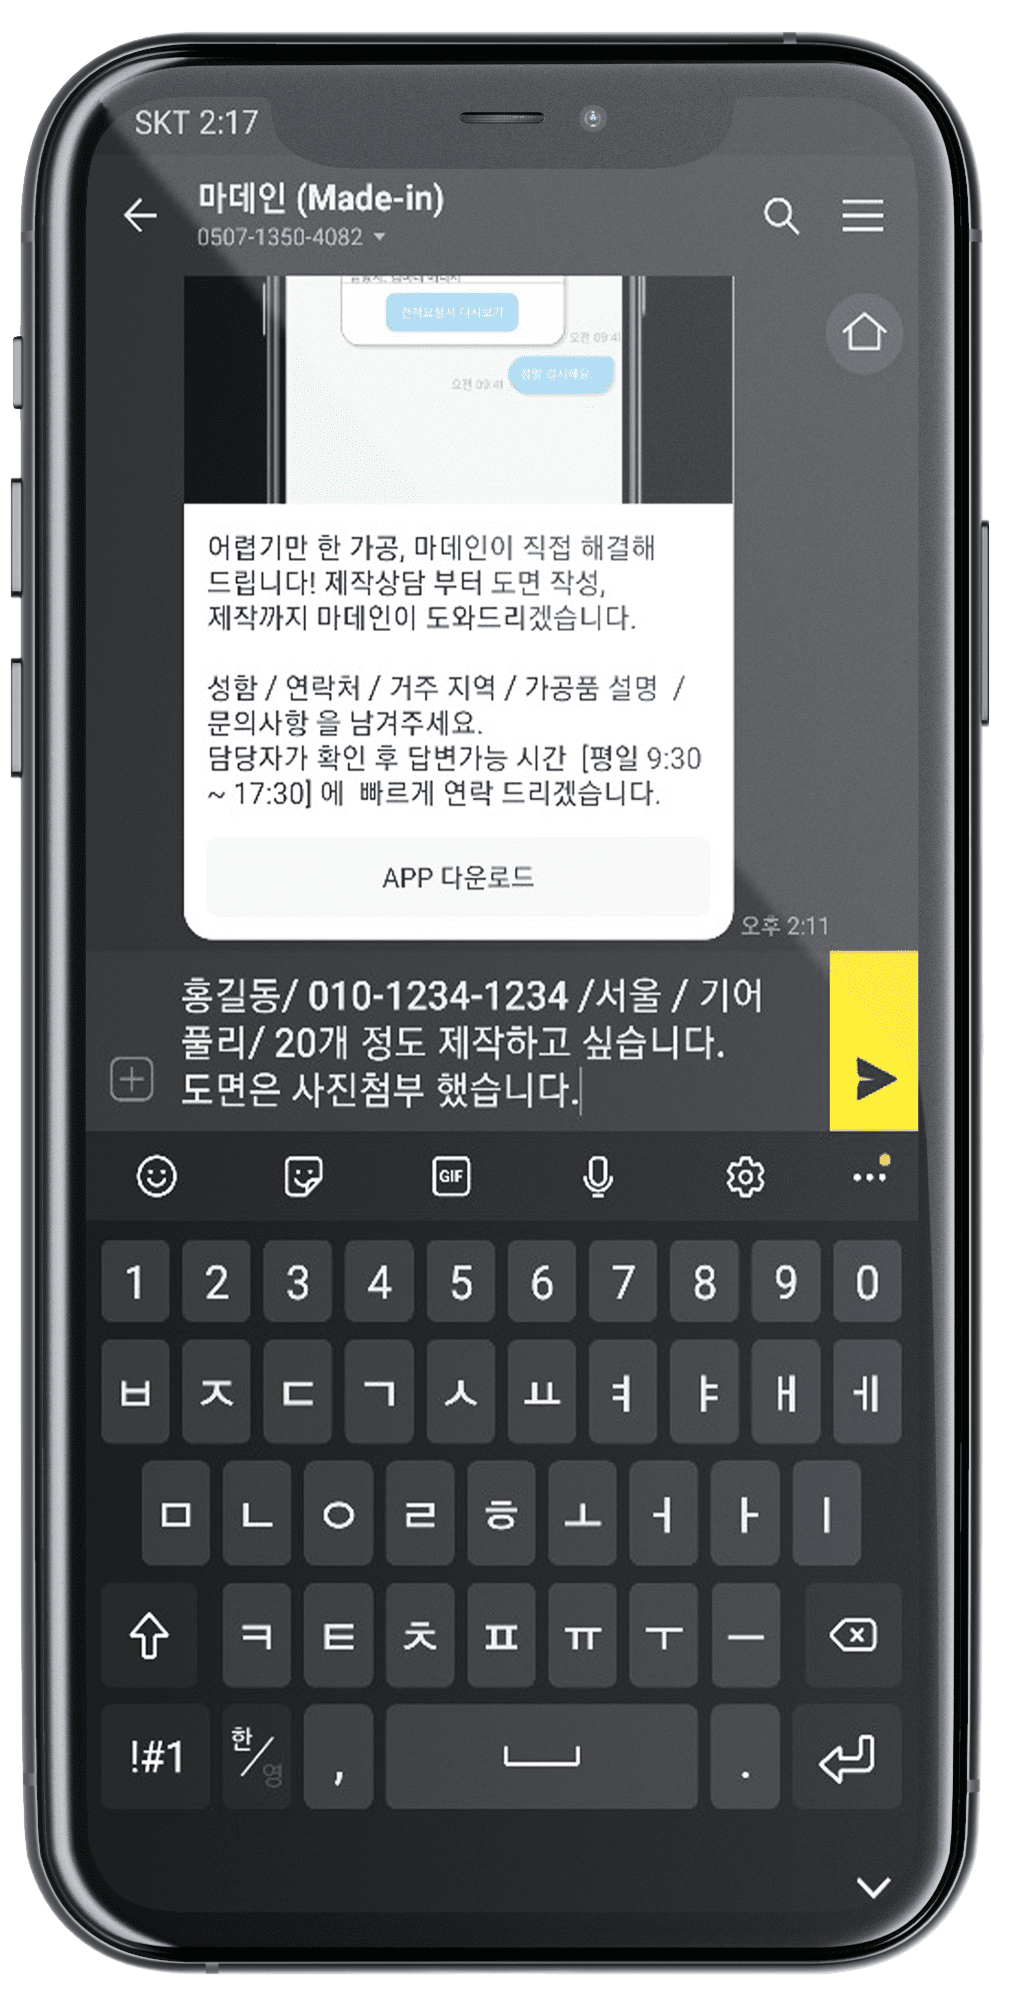 SKT 2:17
마데인 (Made-in)
0507-1350-4082
오전 09:41
오전 09:41
어렵기만 한 가공, 마데인이 직접 해결해
드립니다! 제작상담 부터 도면 작성,
제작까지 마데인이 도와드리겠습니다.
성함 / 연락처 / 거주 지역 / 가공품 설명 /
문의사항 을 남겨주세요.
담당자가 확인 후 답변가능 시간 [평일 9:30
~ 17:30] 에 빠르게 연락 드리겠습니다.
APP 다운로드
오후 2:11
홍길동/ 010-1234-1234 /서울 / 기어
풀리/ 20개 정도 제작하고 싶습니다.
도면은 사진첨부 했습니다.
GIF
1 2 3 4 5 6 7 8 9 0
ㅂ ㅈ ㄷ ㄱ ㅅ ㅛ ㅕ ㅑ ㅐ ㅔ
ㅁ ㄴ ㅇ ㄹ ㅎ ㅗ ㅓ ㅏ ㅣ
ㅋ ㅌ ㅊ ㅍ ㅠ ㅜ ㅡ
!#1 한/영 , .